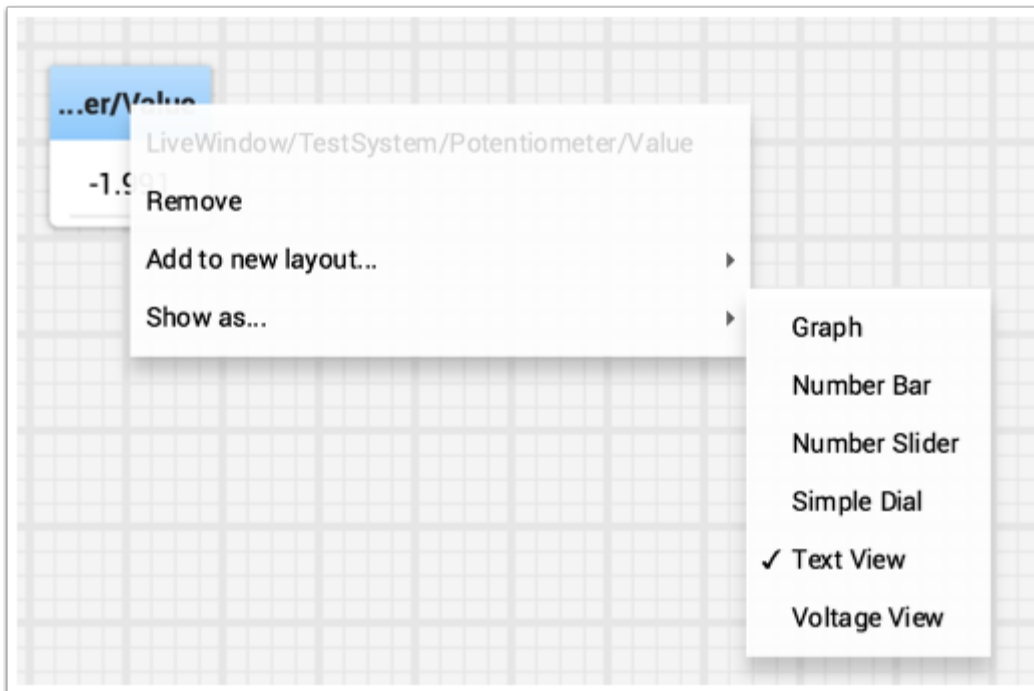 ...er/Value
LiveWindow/TestSystem/Potentiometer/Value
-1.991
Remove
Add to new layout...
Show as...
Graph
Number Bar
Number Slider
Simple Dial
✓ Text View
Voltage View